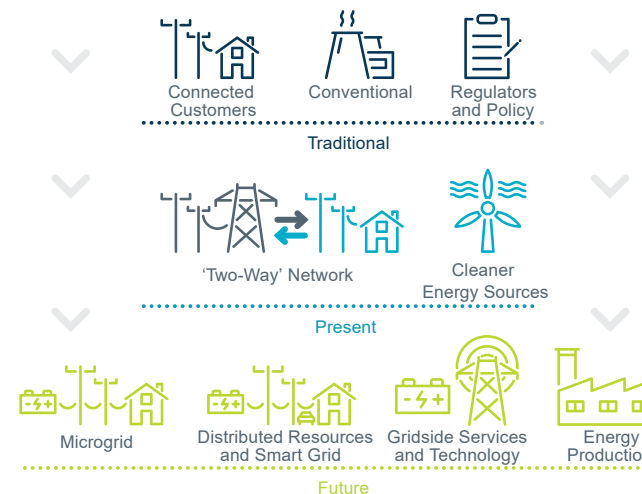 Connected Conventional Regulators
Customers and Policy
Traditional
'Two-Way' Network Cleaner
Energy Sources
Present
Microgrid Distributed Resources Gridside Services Energy
and Smart Grid and Technology Productio
Future